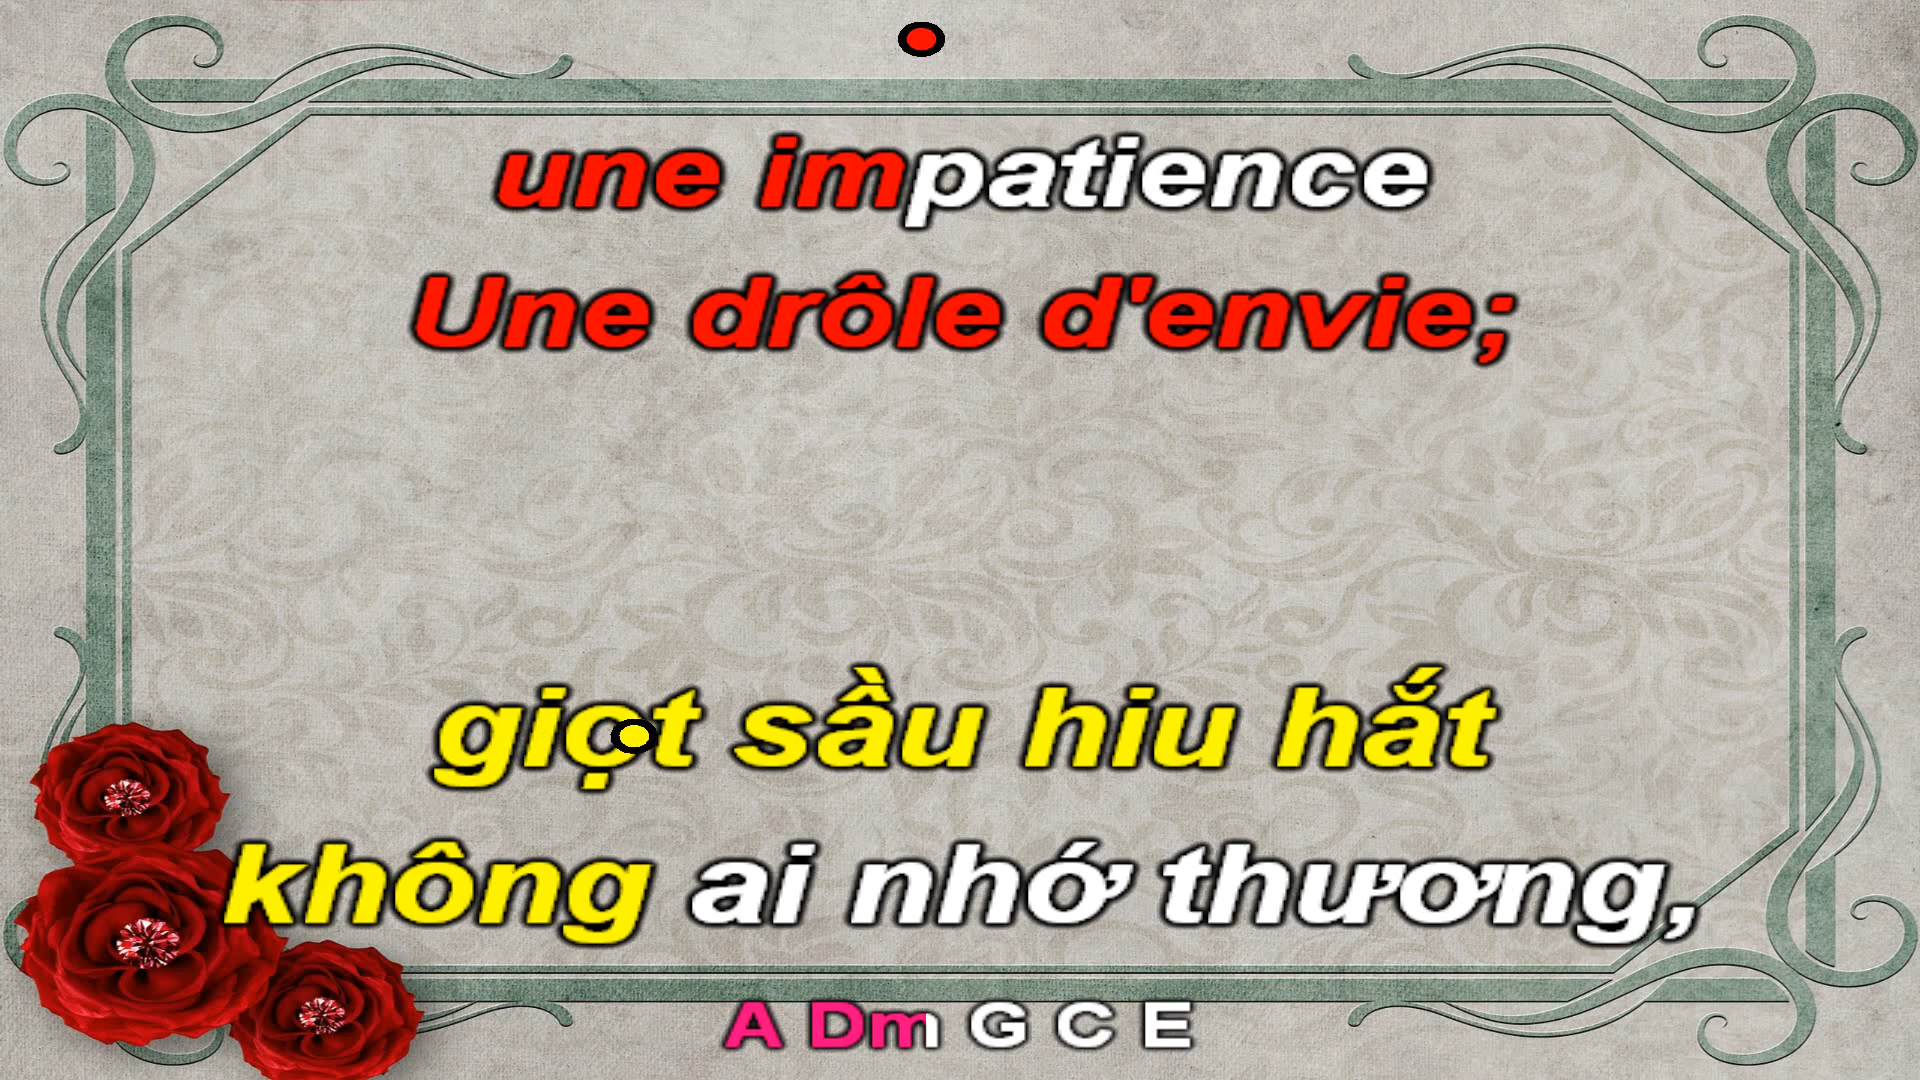 une impatience
Une drôle d'envie;
giọt sầu hiu hắt
không ai nhớ thương,
A Dm G C E